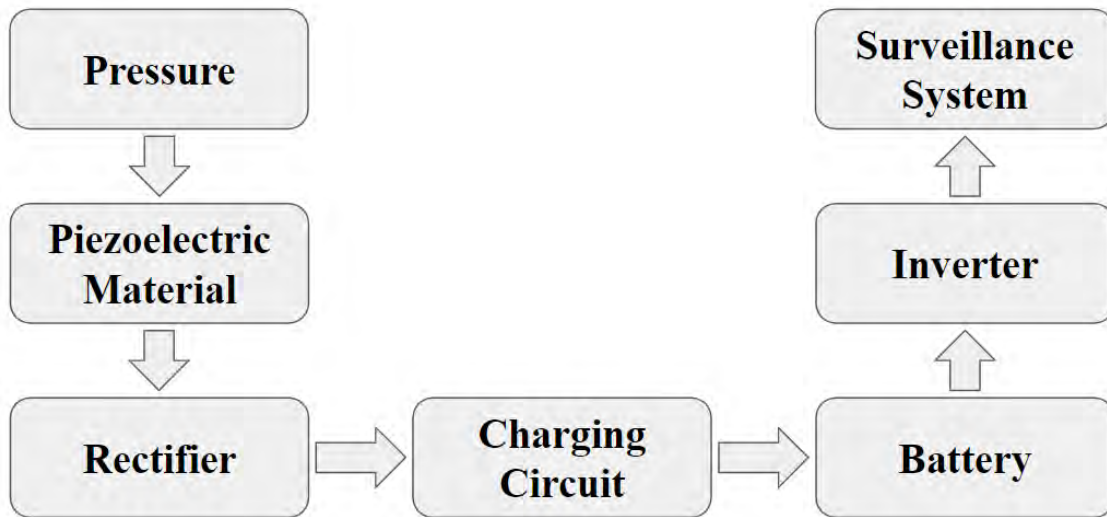 Pressure
Piezoelectric
Material
Rectifier
Charging
Circuit
Battery
Inverter
Surveillance
System